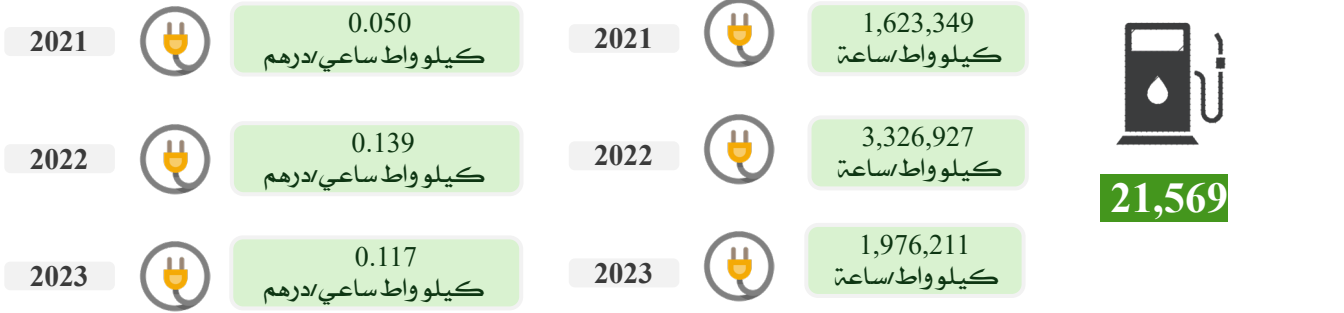 21,569
2021
1,623,349
كيلو واط/ساعة
2022
3,326,927
كيلو واط/ساعة
2023
1,976,211
كيلو واط/ساعة
2021
0.050
كيلو واط ساعي/درهم
2022
0.139
كيلو واط ساعي/درهم
2023
0.117
كيلو واط ساعي/درهم